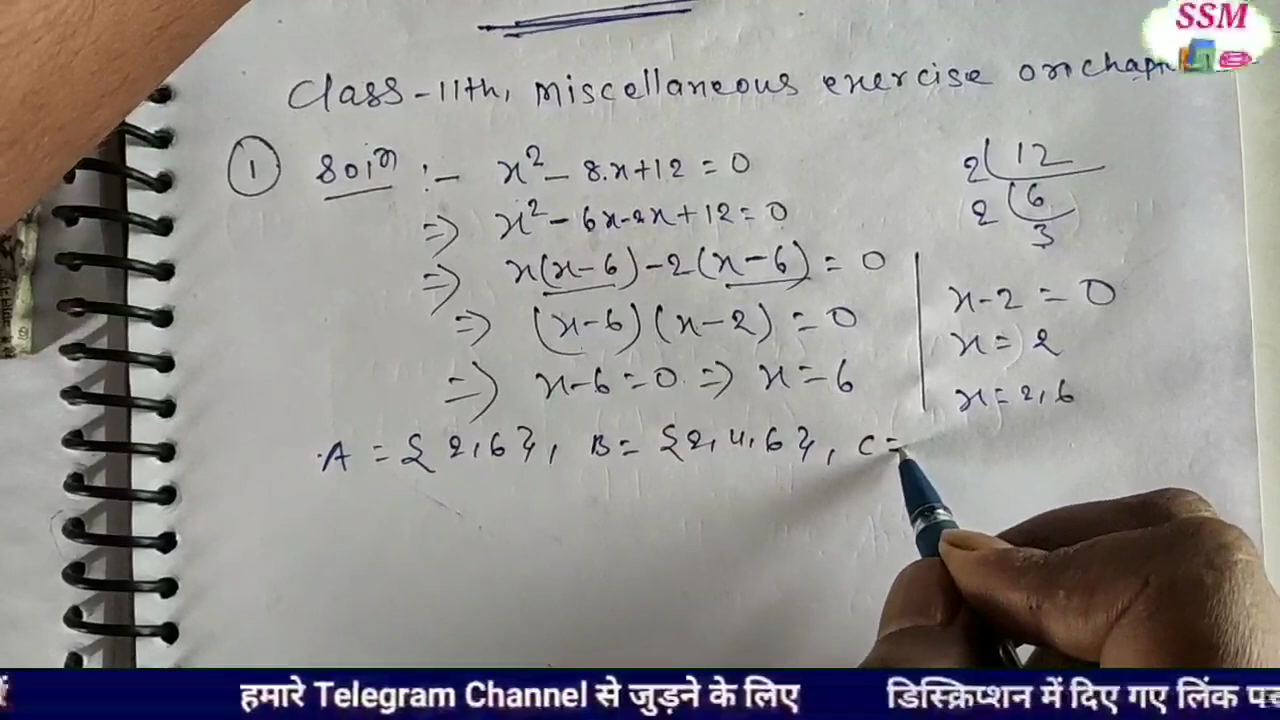 SSM
Class-11th, miscellaneous exercise on chapt
1 Soln :- x² - 8x + 12 = 0
⇒ x² - 6x - 2x + 12 = 0
⇒ x(x-6) - 2(x-6) = 0
⇒ (x-6)(x-2) = 0
⇒ x-6 = 0 ⇒ x = 6
2 12
2 6
3
x-2 = 0
x = 2
x = 2,6
A = {2,6}, B = {2,4,6}, C =
हमारे Telegram Channel से जुड़ने के लिए डिस्क्रिप्शन में दिए गए लिंक